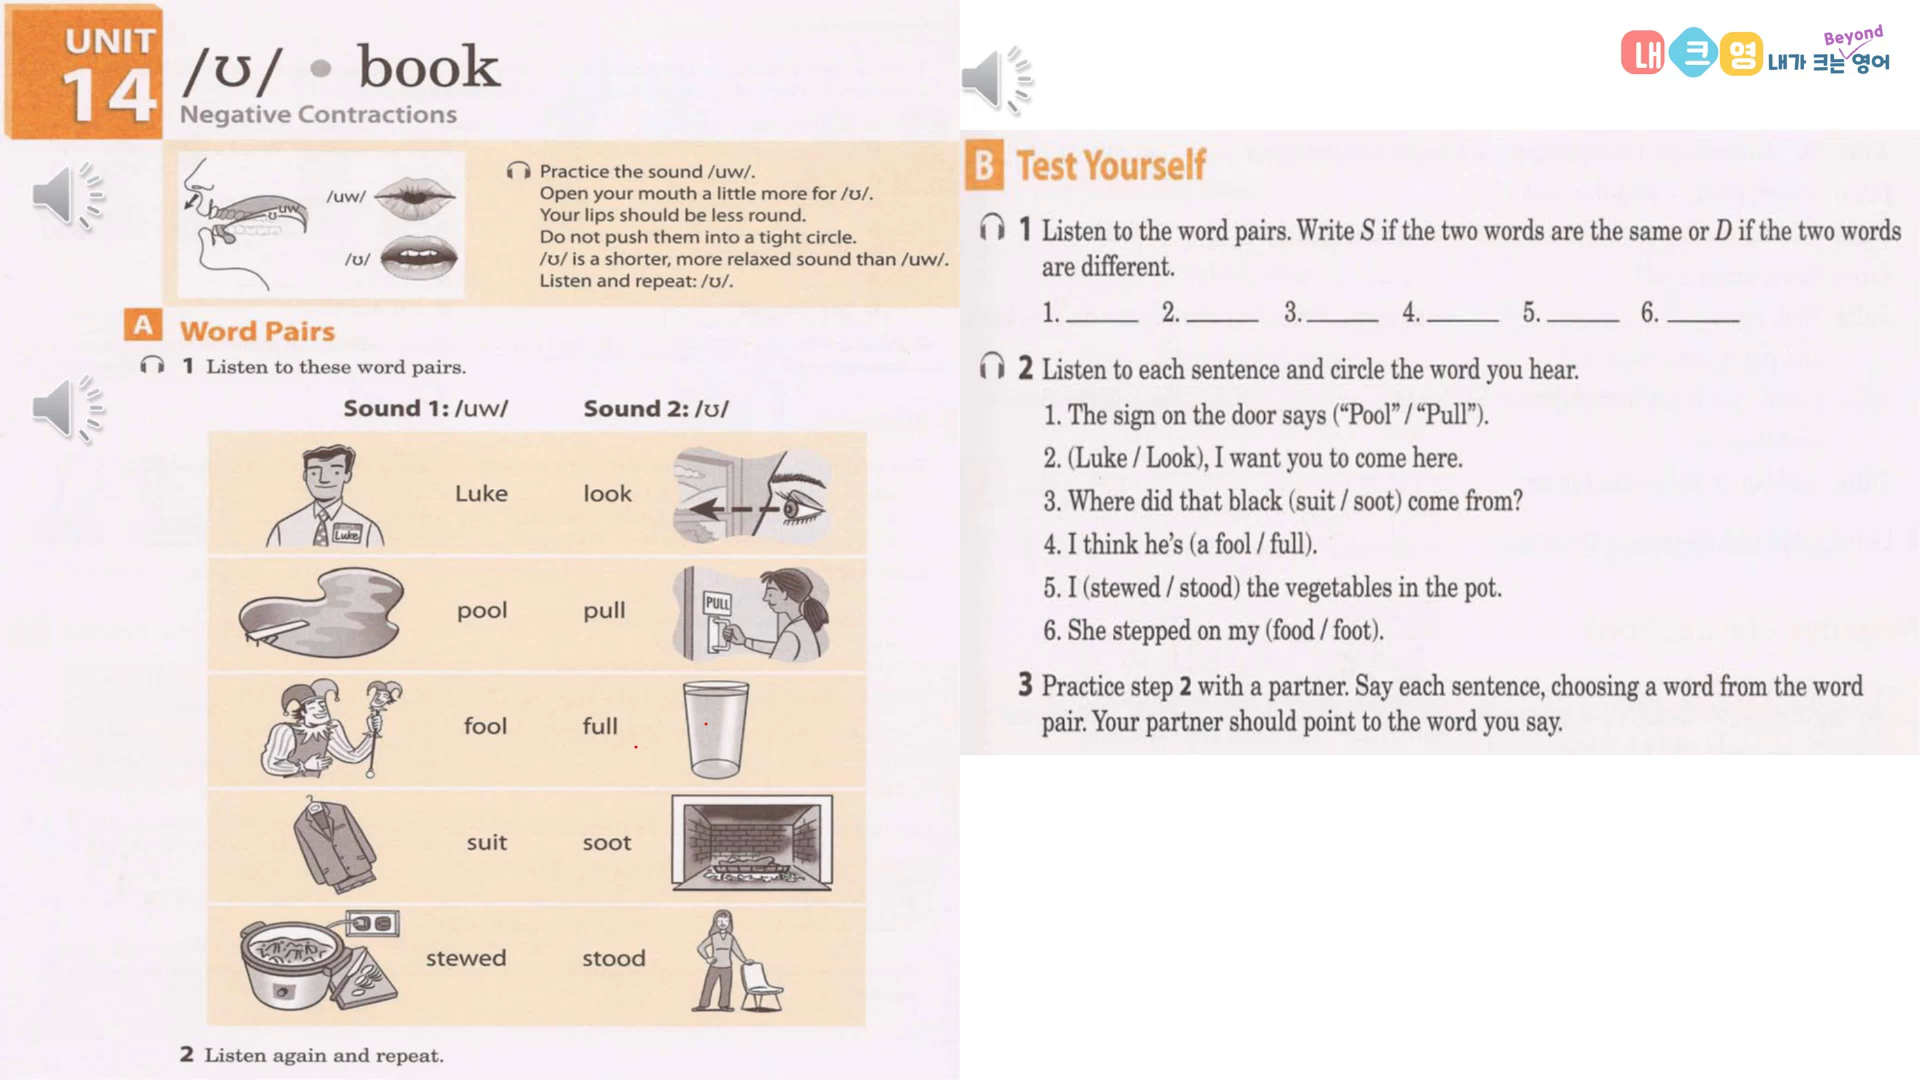 UNIT
14
/ʊ/ • book
Negative Contractions
/uw/
/ʊ/
uw
ʊ
Practice the sound /uw/.
Open your mouth a little more for /ʊ/.
Your lips should be less round.
Do not push them into a tight circle.
/ʊ/ is a shorter, more relaxed sound than /uw/.
Listen and repeat: /ʊ/.
A Word Pairs
1 Listen to these word pairs.
Sound 1: /uw/ Sound 2: /ʊ/
Luke
Luke look
pool pull
PULL
fool full
suit soot
stewed stood
2 Listen again and repeat.
내 크 영
Beyond
내가 크는 영어
B Test Yourself
1 Listen to the word pairs. Write S if the two words are the same or D if the two words
are different.
1. ______ 2. ______ 3. ______ 4. ______ 5. ______ 6. ______
2 Listen to each sentence and circle the word you hear.
1. The sign on the door says (“Pool” / “Pull”).
2. (Luke / Look), I want you to come here.
3. Where did that black (suit / soot) come from?
4. I think he’s (a fool / full).
5. I (stewed / stood) the vegetables in the pot.
6. She stepped on my (food / foot).
3 Practice step 2 with a partner. Say each sentence, choosing a word from the word
pair. Your partner should point to the word you say.